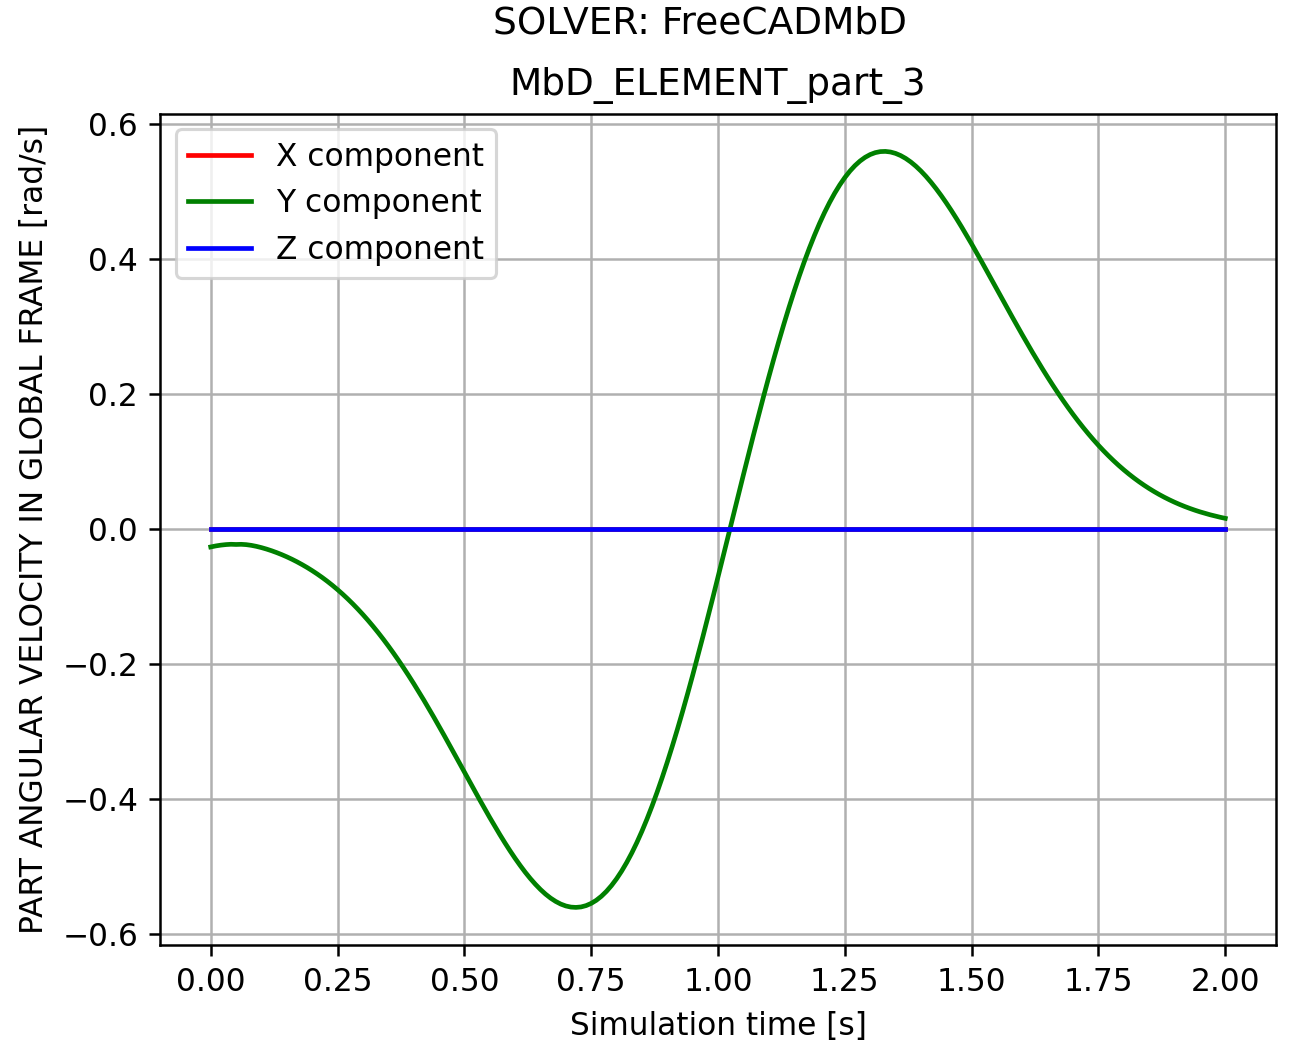 SOLVER: FreeCADMbD
MbD_ELEMENT_part_3
PART ANGULAR VELOCITY IN GLOBAL FRAME [rad/s]
X component
Y component
Z component
0.6
0.4
0.2
0.0
−0.2
−0.4
−0.6
0.00 0.25 0.50 0.75 1.00 1.25 1.50 1.75 2.00
Simulation time [s]